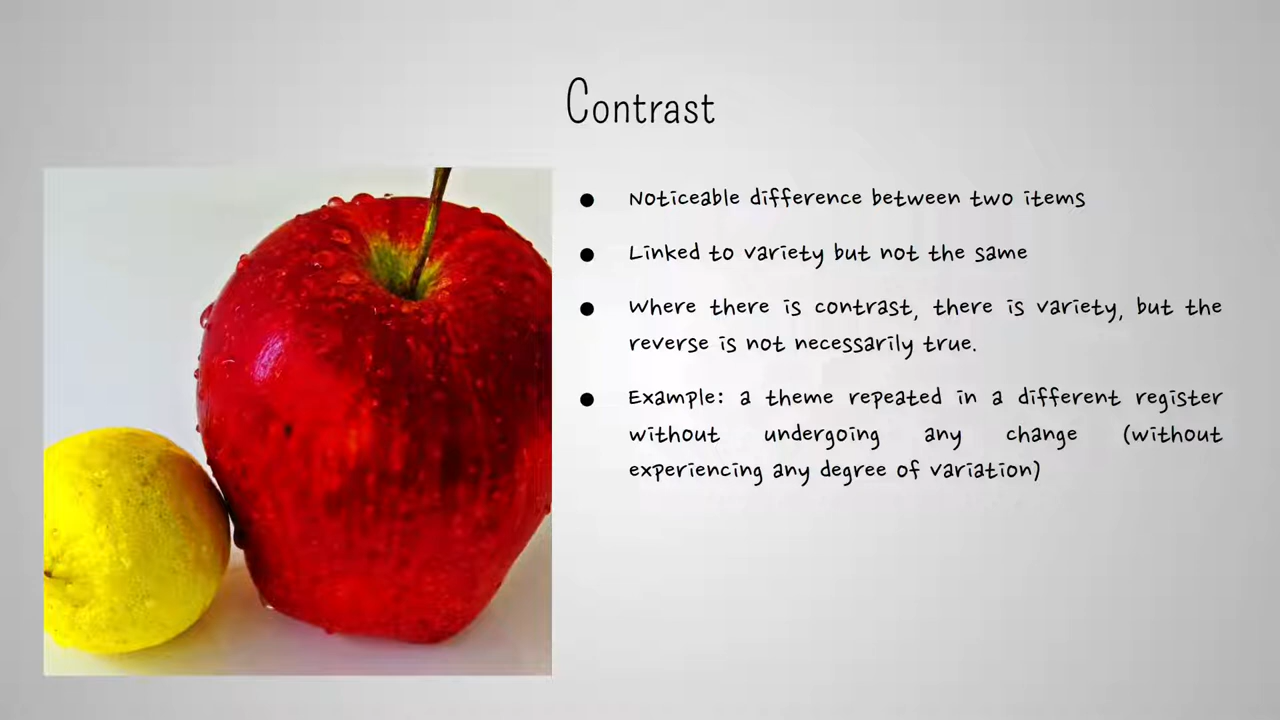 Contrast
● Noticeable difference between two items
● Linked to variety but not the same
● Where there is contrast, there is variety, but the
reverse is not necessarily true.
● Example: a theme repeated in a different register
without undergoing any change (without
experiencing any degree of variation)